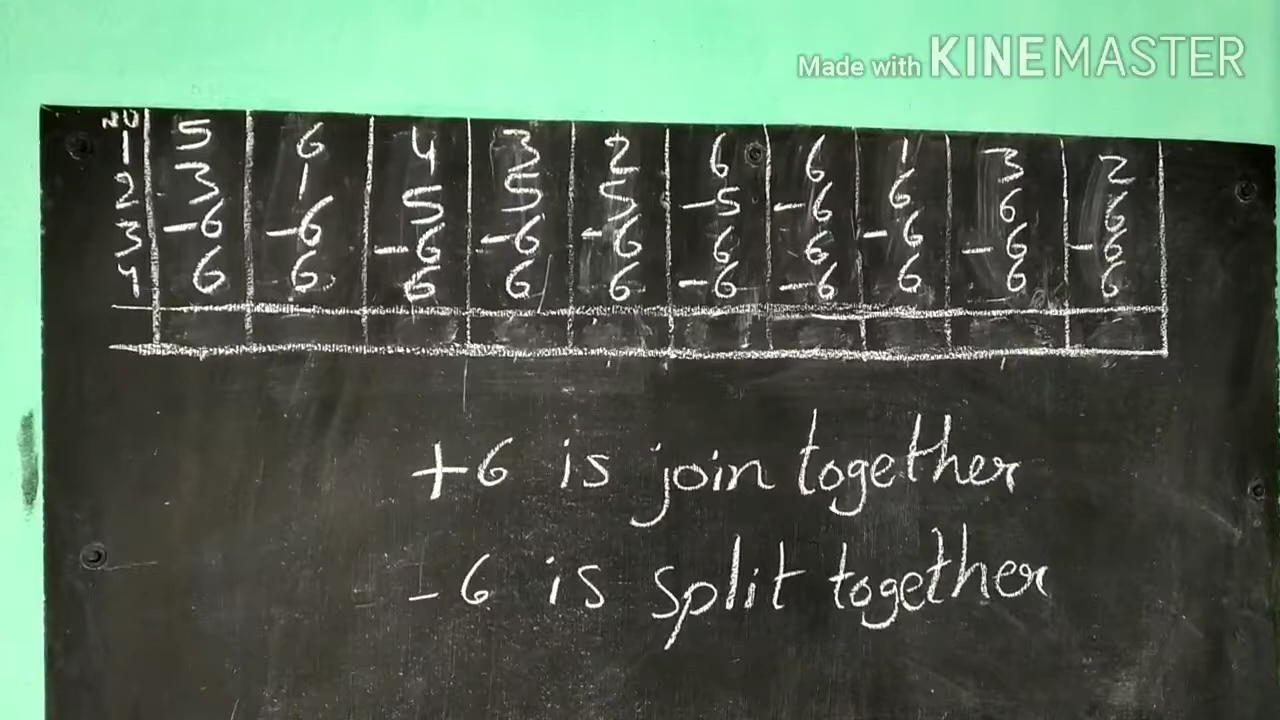 Made with KINEMASTER
NO
1 5 6 4 3 2 6 6 1 3 2
2 3 1 5 5 5 -5 -6 6 6 6
3 -6 -6 -6 -6 -6 6 6 -6 -6 -6
4 6 6 6 6 6 -6 -6 6 6 6
+6 is join together
-6 is split together